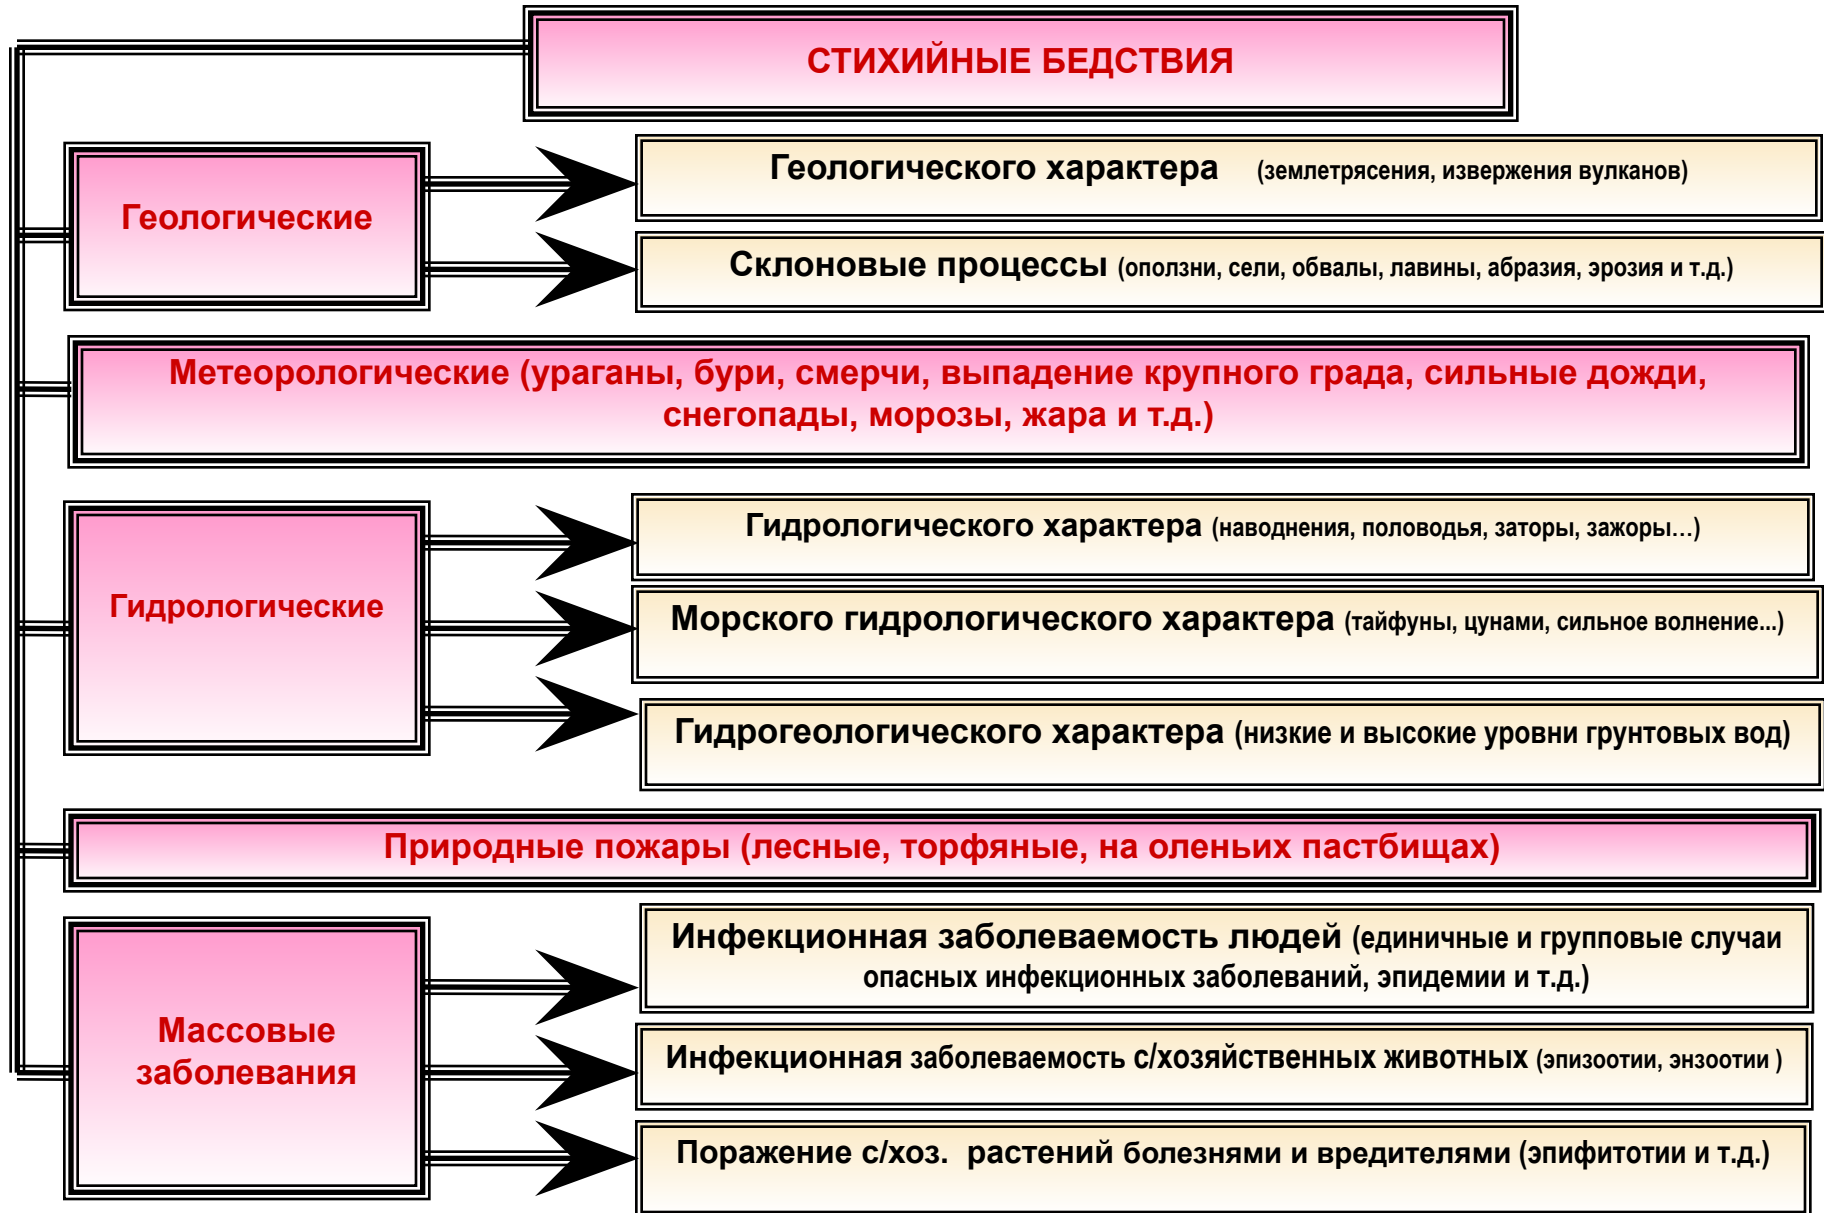 СТИХИЙНЫЕ БЕДСТВИЯ
Геологические
Геологического характера (землетрясения, извержения вулканов)
Склоновые процессы (оползни, сели, обвалы, лавины, абразия, эрозия и т.д.)
Метеорологические (ураганы, бури, смерчи, выпадение крупного града, сильные дожди,
снегопады, морозы, жара и т.д.)
Гидрологические
Гидрологического характера (наводнения, половодья, заторы, зажоры…)
Морского гидрологического характера (тайфуны, цунами, сильное волнение...)
Гидрогеологического характера (низкие и высокие уровни грунтовых вод)
Природные пожары (лесные, торфяные, на оленьих пастбищах)
Массовые
заболевания
Инфекционная заболеваемость людей (единичные и групповые случаи
опасных инфекционных заболеваний, эпидемии и т.д.)
Инфекционная заболеваемость с/хозяйственных животных (эпизоотии, энзоотии )
Поражение с/хоз. растений болезнями и вредителями (эпифитотии и т.д.)